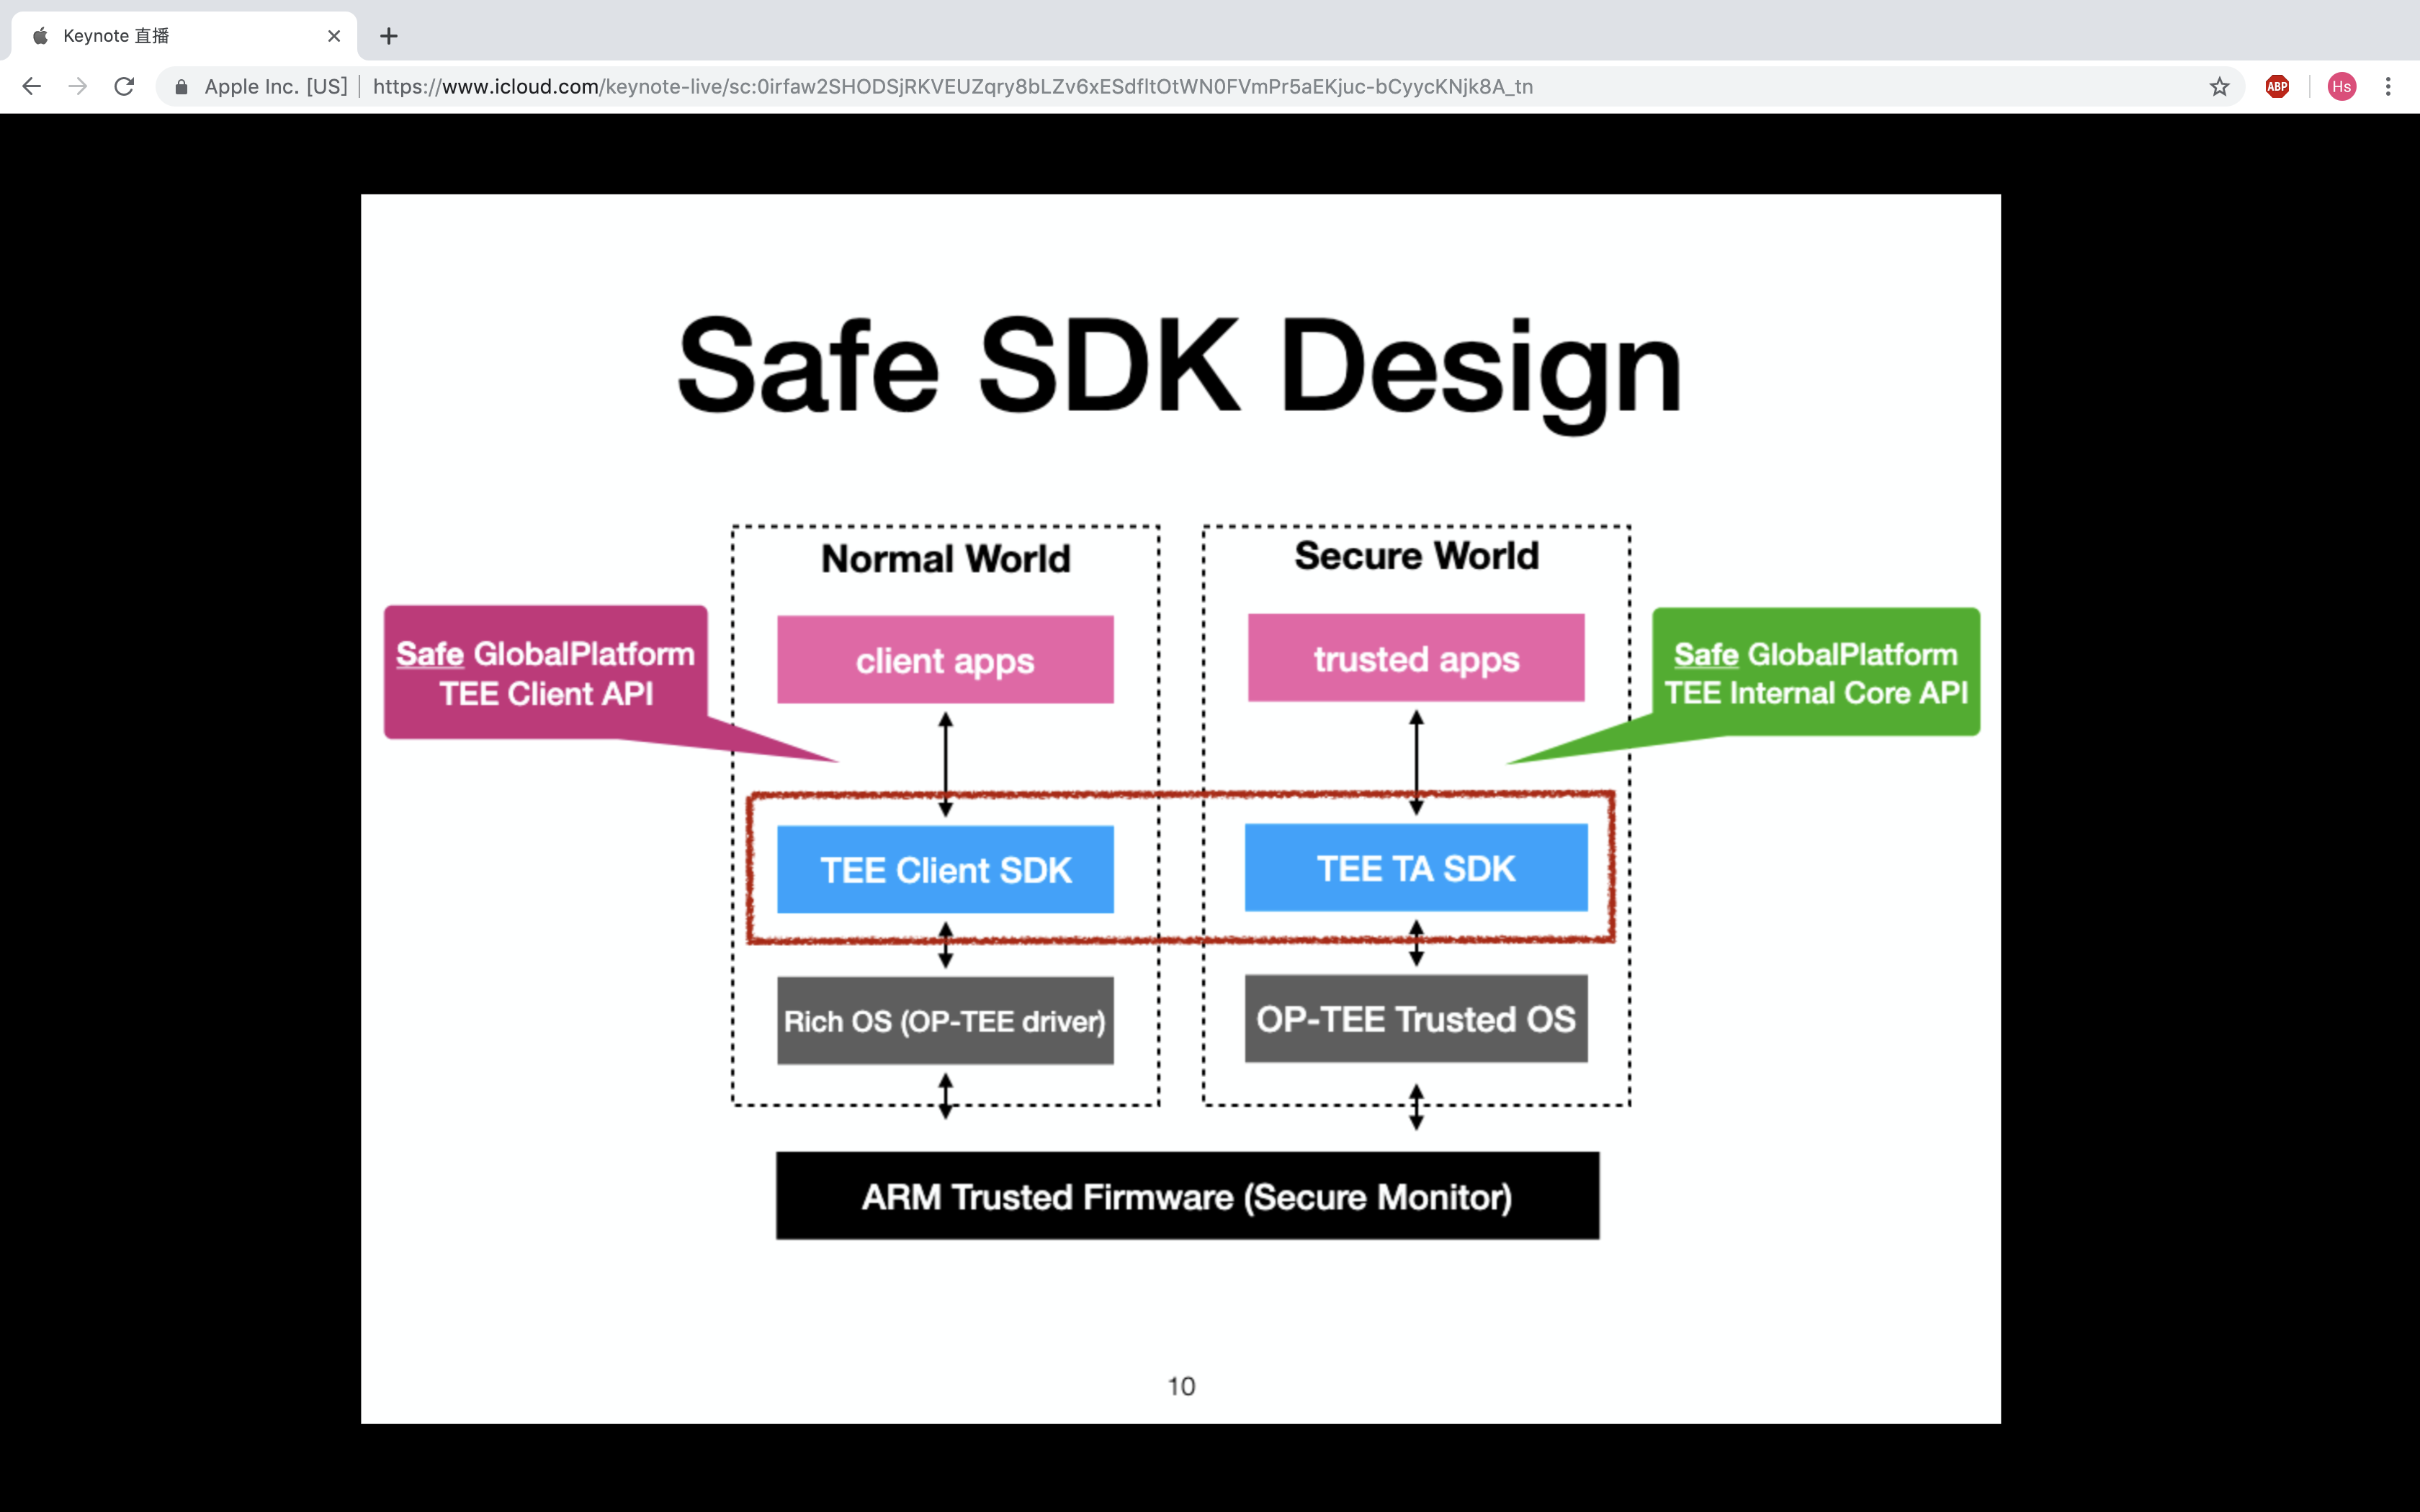 Keynote 直播
Apple Inc. [US]
https://www.icloud.com/keynote-live/sc:0irfaw2SHODSjRKVEUZqry8bLZv6xESdfItOtWN0FVmPr5aEKjuc-bCyycKNjk8A_tn
ABP
Hs
Safe SDK Design
Normal World
Secure World
Safe GlobalPlatform
TEE Client API
client apps
trusted apps
Safe GlobalPlatform
TEE Internal Core API
TEE Client SDK
TEE TA SDK
Rich OS (OP-TEE driver)
OP-TEE Trusted OS
ARM Trusted Firmware (Secure Monitor)
10